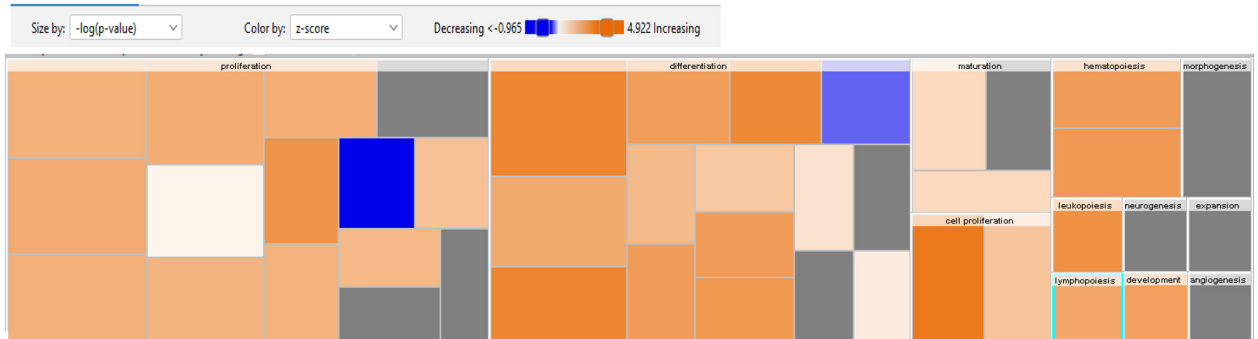 Size by: -log(p-value) Color by: z-score Decreasing <-0.965 4.922 Increasing
proliferation differentiation maturation hematopoiesis morphogenesis
leukopoiesis neurogenesis expansion
cell proliferation
lymphopoiesis development angiogenesis